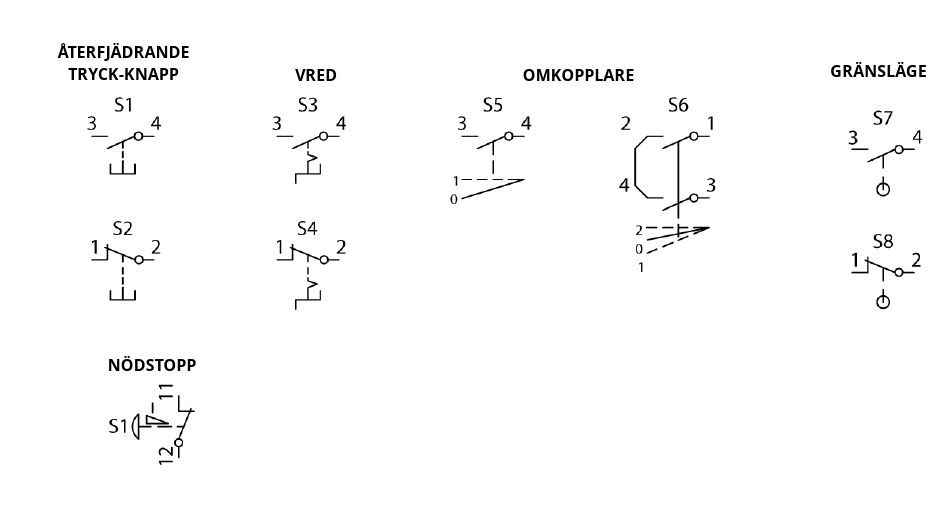 ÅTERFJÄDRANDE
TRYCK-KNAPP
VRED
OMKOPPLARE
GRÄNSLÄGE
S1
3 4
S3
3 4
S5
3 4
1
0
S6
2 1
4 3
2
0
1
S7
3 4
S2
1 2
S4
1 2
S8
1 2
NÖDSTOPP
11
S1
12